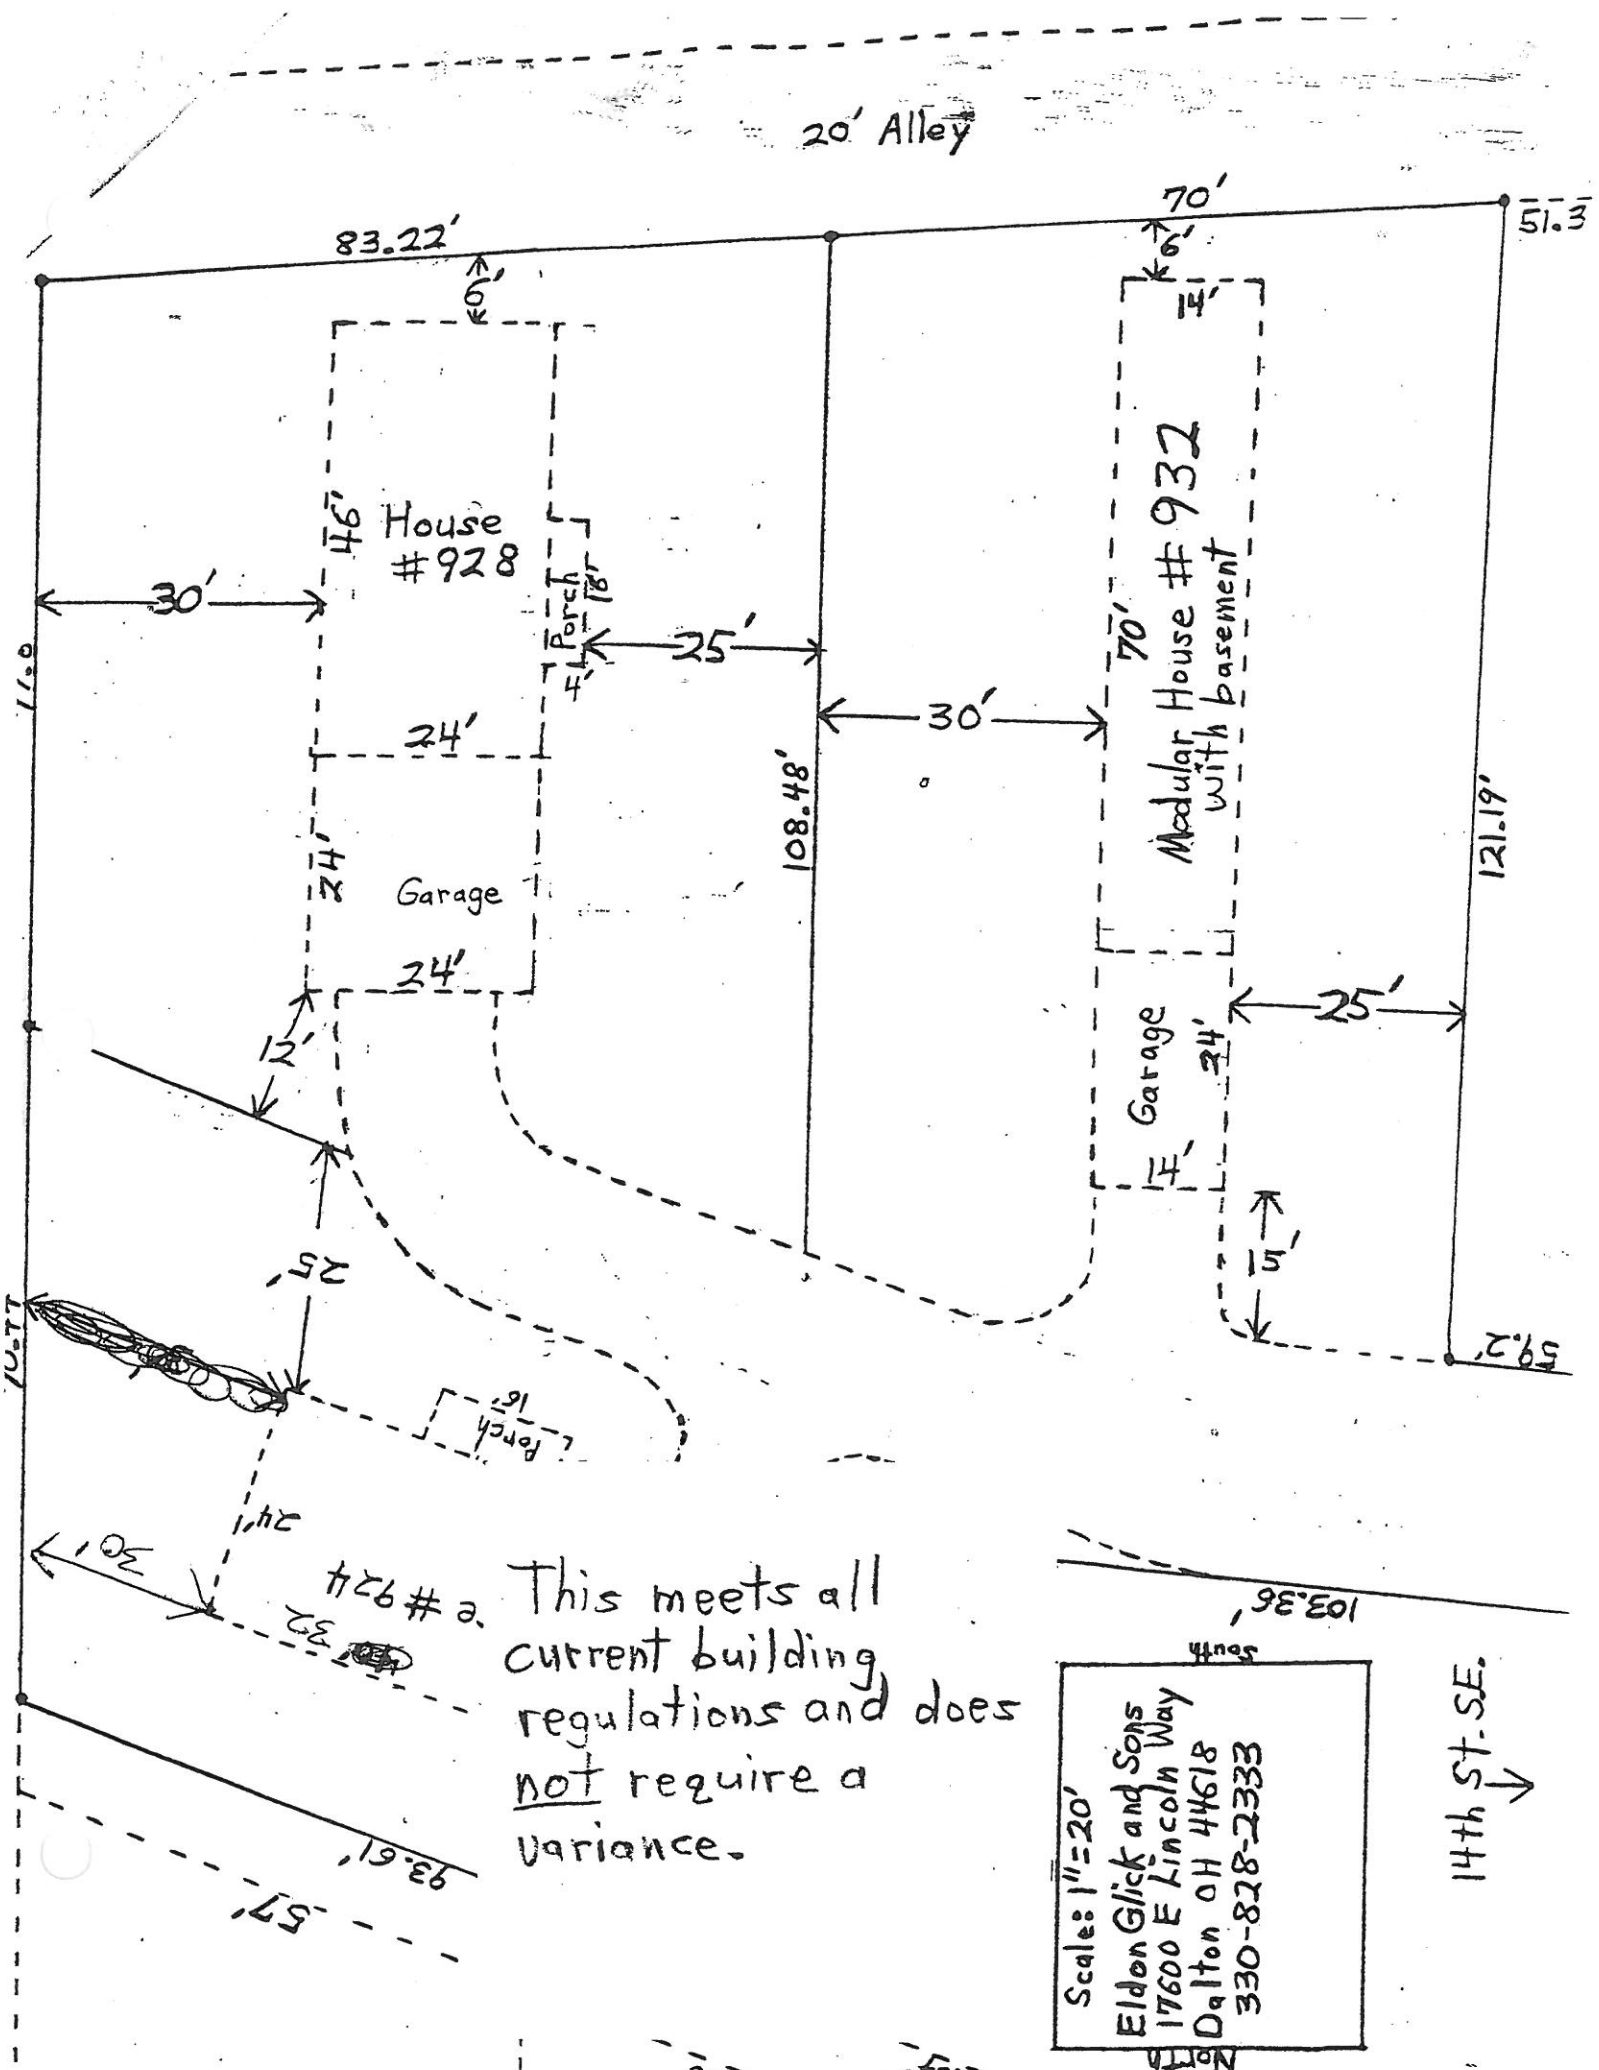 20' Alley
83.22'
70'
51.3
6'
6'
14'
46'
House
#928
Modular House #932
with basement
70'
30'
Porch
18'
25'
4'
30'
24'
108.48'
121.19'
24'
Garage
24'
25'
12'
Garage
24'
14'
25'
15'
59.2'
Porch
16'
24'
30'
#924
32
This meets all
current building
regulations and does
not require a
variance.
103.36'
South
Scale: 1"=20'
Eldon Glick and Sons
17600 E Lincoln Way
Dalton OH 44618
330-828-2333
North
14th St. SE.
93.61'
57'